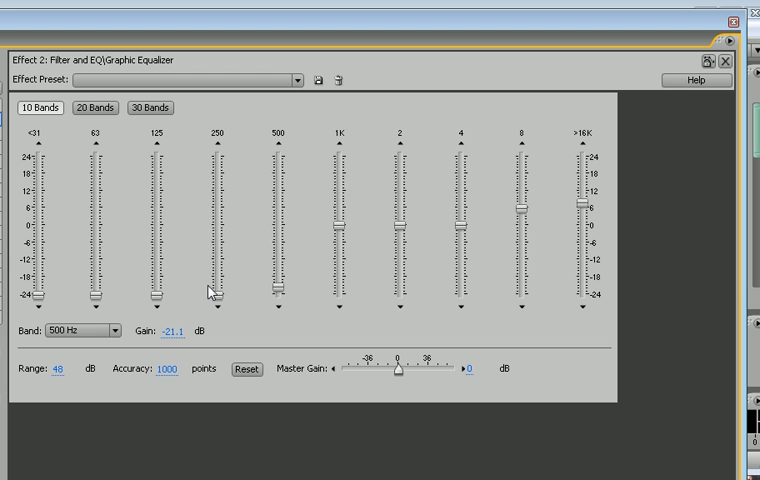 Effect 2: Filter and EQ\Graphic Equalizer
Effect Preset:
Help
10 Bands 20 Bands 30 Bands
<31 63 125 250 500 1K 2 4 8 >16K
24 24
18 18
12 12
6 6
0 0
-6 -6
-12 -12
-18 -18
-24 -24
Band: 500 Hz Gain: -21.1 dB
-36 0 36
Range: 48 dB Accuracy: 1000 points Reset Master Gain: 0 dB
0